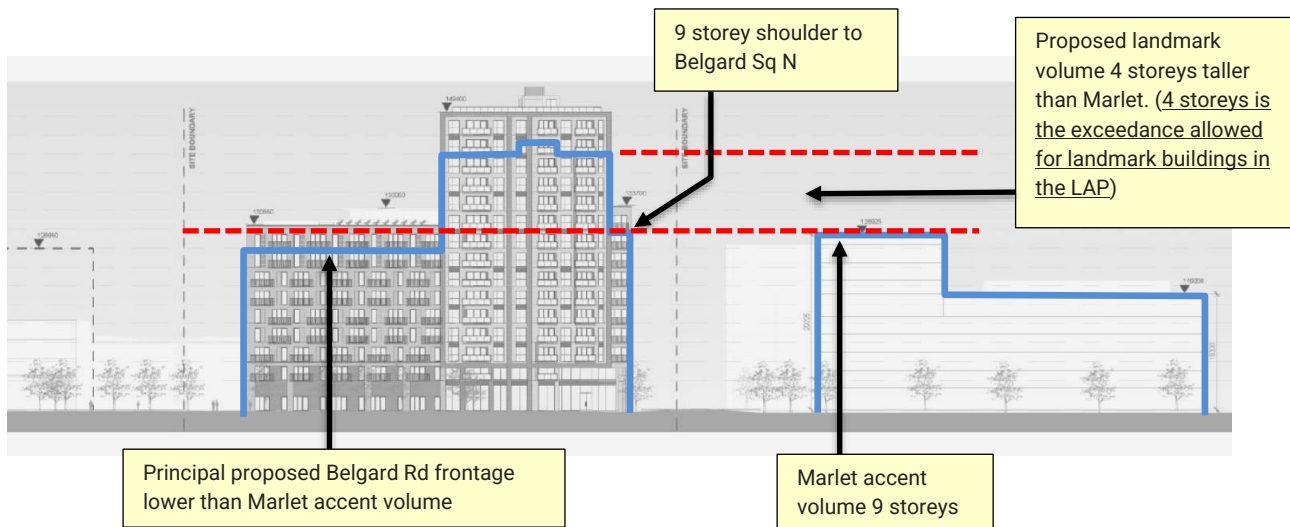 9 storey shoulder to
Belgard Sq N
Proposed landmark
volume 4 storeys taller
than Marlet. (4 storeys is
the exceedance allowed
for landmark buildings in
the LAP)
SITE BOUNDARY
SITE BOUNDARY
Principal proposed Belgard Rd frontage
lower than Marlet accent volume
Marlet accent
volume 9 storeys